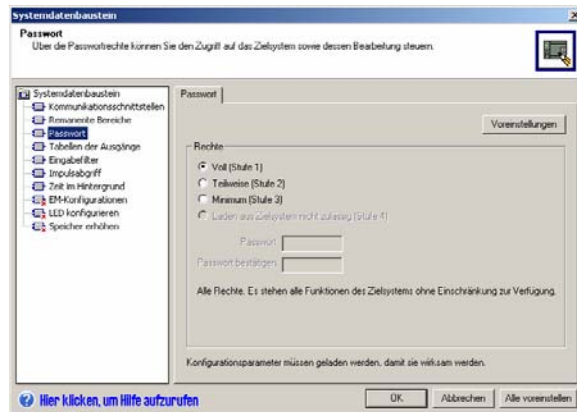 Systemdatenbaustein
Passwort
Über die Passwortrechte können Sie den Zugriff auf das Zielsystem sowie dessen Bearbeitung steuern.
Systemdatenbaustein
Kommunikationsschnittstellen
Remanente Bereiche
Passwort
Tabellen der Ausgänge
Eingabefilter
Impulsabgriff
Zeit im Hintergrund
EM-Konfigurationen
LED konfigurieren
Speicher erhöhen
Passwort
Voreinstellungen
Rechte
Voll (Stufe 1)
Teilweise (Stufe 2)
Minimum (Stufe 3)
Laden aus Zielsystem nicht zulässig (Stufe 4)
Passwort
Passwort bestätigen
Alle Rechte. Es stehen alle Funktionen des Zielsystems ohne Einschränkung zur Verfügung.
Konfigurationsparameter müssen geladen werden, damit sie wirksam werden.
Hier klicken, um Hilfe aufzurufen
OK
Abbrechen
Alle voreinstellen